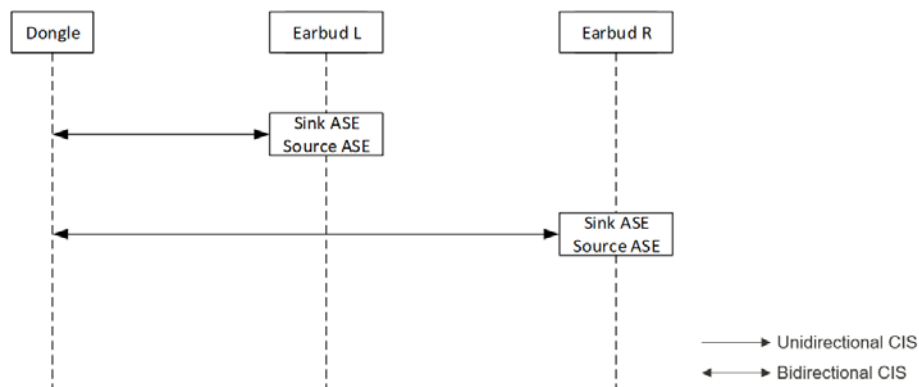 Dongle
Earbud L
Earbud R
Sink ASE
Source ASE
Sink ASE
Source ASE
Unidirectional CIS
Bidirectional CIS